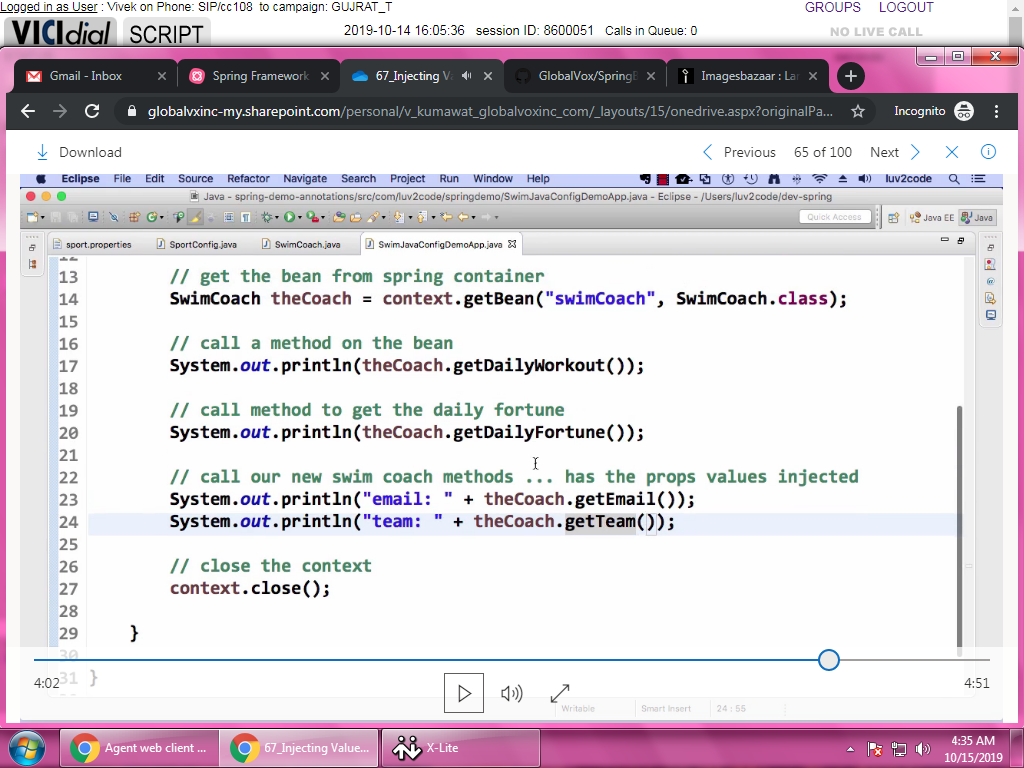 Logged in as User : Vivek on Phone: SIP/cc108 to campaign: GUJRAT_T GROUPS LOGOUT
VICIdial SCRIPT 2019-10-14 16:05:36 session ID: 8600051 Calls in Queue: 0 NO LIVE CALL
Gmail - Inbox Spring Framework 67_Injecting Va GlobalVox/SpringB Imagesbazaar : Lar
globalvxinc-my.sharepoint.com/personal/v_kumawat_globalvoxinc_com/_layouts/15/onedrive.aspx?originalPa... Incognito
Download Previous 65 of 100 Next
Eclipse File Edit Source Refactor Navigate Search Project Run Window Help luv2code
Java - spring-demo-annotations/src/com/luv2code/springdemo/SwimJavaConfigDemoApp.java - Eclipse - /Users/luv2code/dev-spring
Quick Access Java EE Java
sport.properties SportConfig.java SwimCoach.java SwimJavaConfigDemoApp.java
12
13 // get the bean from spring container
14 SwimCoach theCoach = context.getBean("swimCoach", SwimCoach.class);
15
16 // call a method on the bean
17 System.out.println(theCoach.getDailyWorkout());
18
19 // call method to get the daily fortune
20 System.out.println(theCoach.getDailyFortune());
21
22 // call our new swim coach methods ... has the props values injected
23 System.out.println("email: " + theCoach.getEmail());
24 System.out.println("team: " + theCoach.getTeam());
25
26 // close the context
27 context.close();
28
29 }
30
31 }
4:02 4:51
Writable Smart Insert 24 : 55
Agent web client ... 67_Injecting Value... X-Lite 4:35 AM
10/15/2019